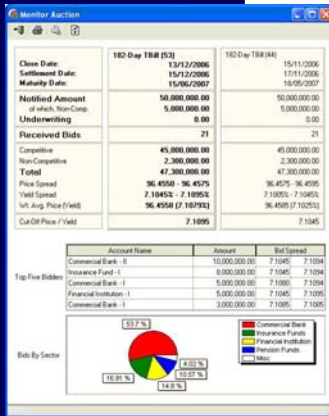 Monitor Auction
182-Day TBill (53) 182-Day TBill (44)
Close Date: 13/12/2006 15/11/2006
Settlement Date: 15/12/2006 17/11/2006
Maturity Date: 15/06/2007 18/05/2007
Notified Amount 50,000,000.00 50,000,000.00
of which, Non-Comp. 5,000,000.00 5,000,000.00
Underwriting 0.00 0.00
Received Bids 21 21
Competitive 45,000,000.00 45,000,000.00
Non-Competitive 2,300,000.00 2,300,000.00
Total 47,300,000.00 47,300,000.00
Price Spread 96.4550 - 96.4575 96.4575 - 96.4595
Yield Spread 7.1045% - 7.1095% 7.1005% - 7.1045%
Wt. Avg. Price (Yield) 96.4558 (7.1079%) 96.4585 (7.1025%)
Cut-Off Price / Yield 7.1095 7.1045
Account Name Amount Bid Spread
Top Five Bidders
Commercial Bank - II 10,000,000.00 7.1045 7.1094
Insurance Fund - I 8,000,000.00 7.1045 7.1094
Commercial Bank - I 5,000,000.00 7.1080 7.1094
Financial Institution - I 5,000,000.00 7.1045 7.1095
Commercial Bank - I 3,000,000.00 7.1085 7.1085
Bids By Sector
53.7 %
4.02 %
10.57 %
14.8 %
16.91 %
Commercial Bank
Insurance Funds
Financial Institution
Pension Funds
Misc